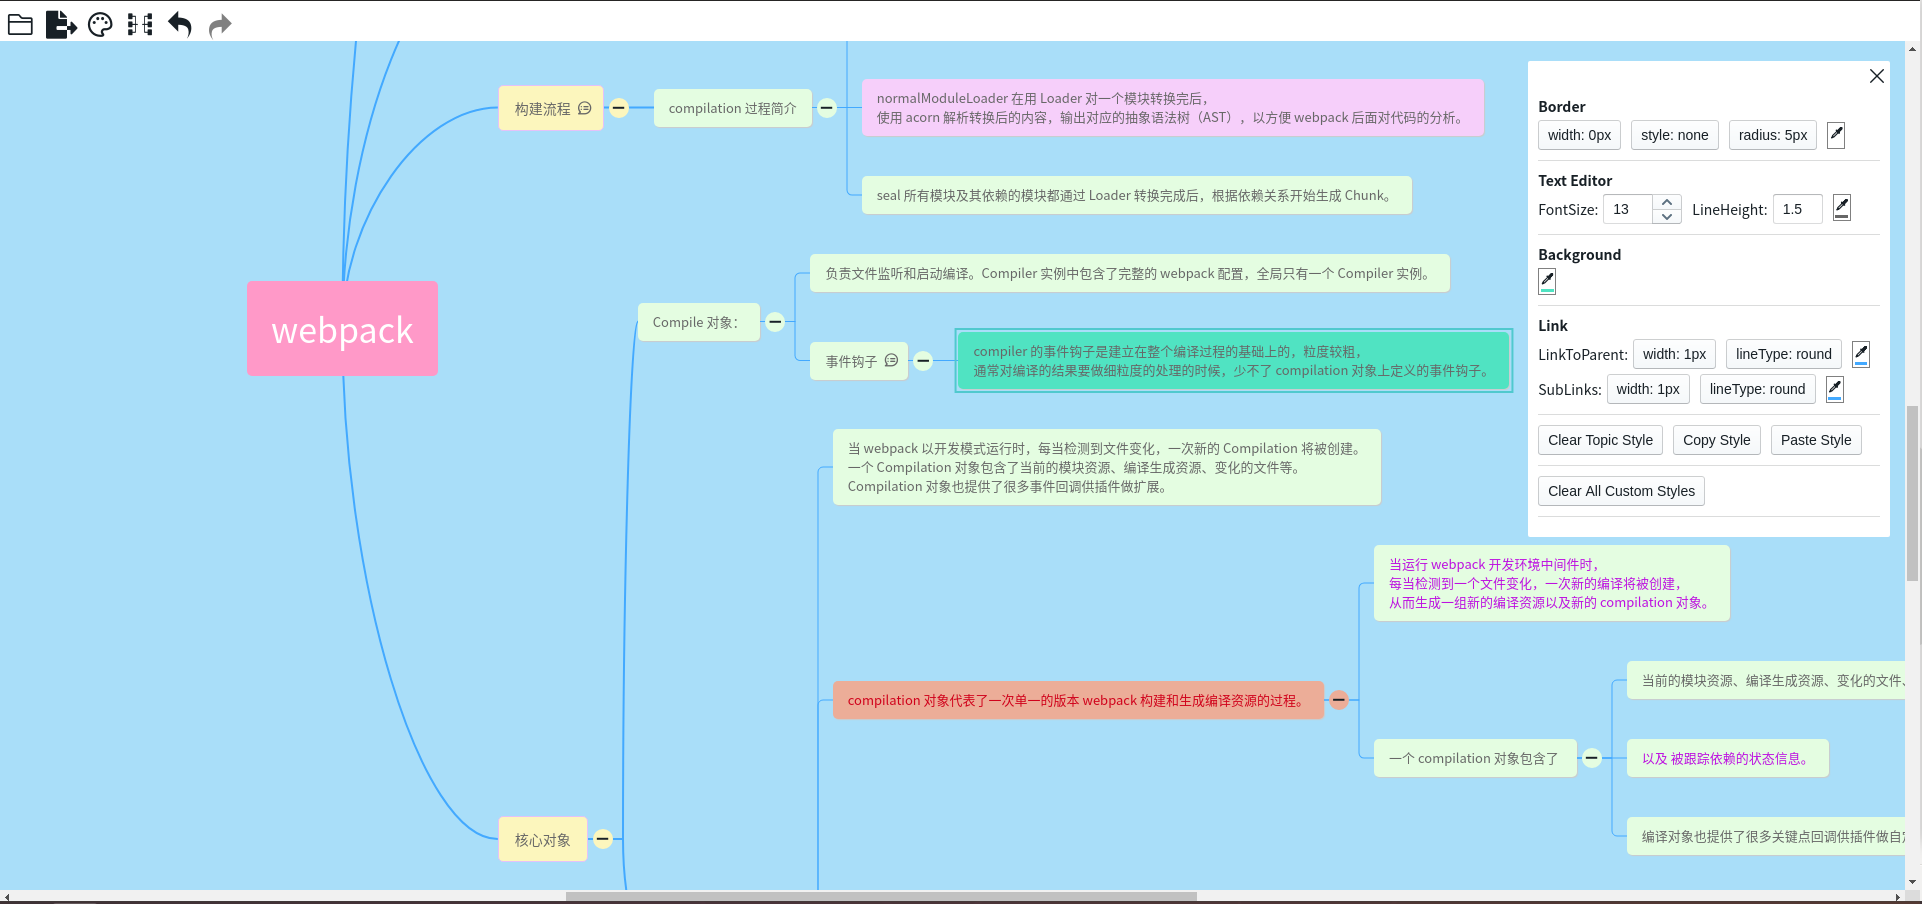 构建流程
compilation 过程简介
normalModuleLoader 在用 Loader 对一个模块转换完后，
使用 acorn 解析转换后的内容，输出对应的抽象语法树（AST），以方便 webpack 后面对代码的分析。
seal 所有模块及其依赖的模块都通过 Loader 转换完成后，根据依赖关系开始生成 Chunk。
webpack
Compile 对象：
负责文件监听和启动编译。Compiler 实例中包含了完整的 webpack 配置，全局只有一个 Compiler 实例。
事件钩子
compiler 的事件钩子是建立在整个编译过程的基础上的，粒度较粗，
通常对编译的结果要做细粒度的处理的时候，少不了 compilation 对象上定义的事件钩子。
当 webpack 以开发模式运行时，每当检测到文件变化，一次新的 Compilation 将被创建。
一个 Compilation 对象包含了当前的模块资源、编译生成资源、变化的文件等。
Compilation 对象也提供了很多事件回调供插件做扩展。
compilation 对象代表了一次单一的版本 webpack 构建和生成编译资源的过程。
当运行 webpack 开发环境中间件时，
每当检测到一个文件变化，一次新的编译将被创建，
从而生成一组新的编译资源以及新的 compilation 对象。
一个 compilation 对象包含了
当前的模块资源、编译生成资源、变化的文件、
以及 被跟踪依赖的状态信息。
编译对象也提供了很多关键点回调供插件做自
核心对象
Border
width: 0px
style: none
radius: 5px
Text Editor
FontSize: 13
LineHeight: 1.5
Background
Link
LinkToParent: width: 1px
lineType: round
SubLinks: width: 1px
lineType: round
Clear Topic Style
Copy Style
Paste Style
Clear All Custom Styles